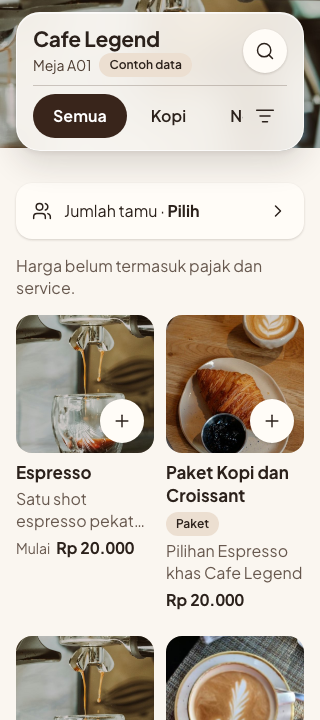 Cafe Legend
Meja A01 Contoh data
Semua Kopi N
Jumlah tamu · Pilih
Harga belum termasuk pajak dan
service.
Espresso
Satu shot
espresso pekat…
Mulai Rp 20.000
Paket Kopi dan
Croissant
Paket
Pilihan Espresso
khas Cafe Legend
Rp 20.000